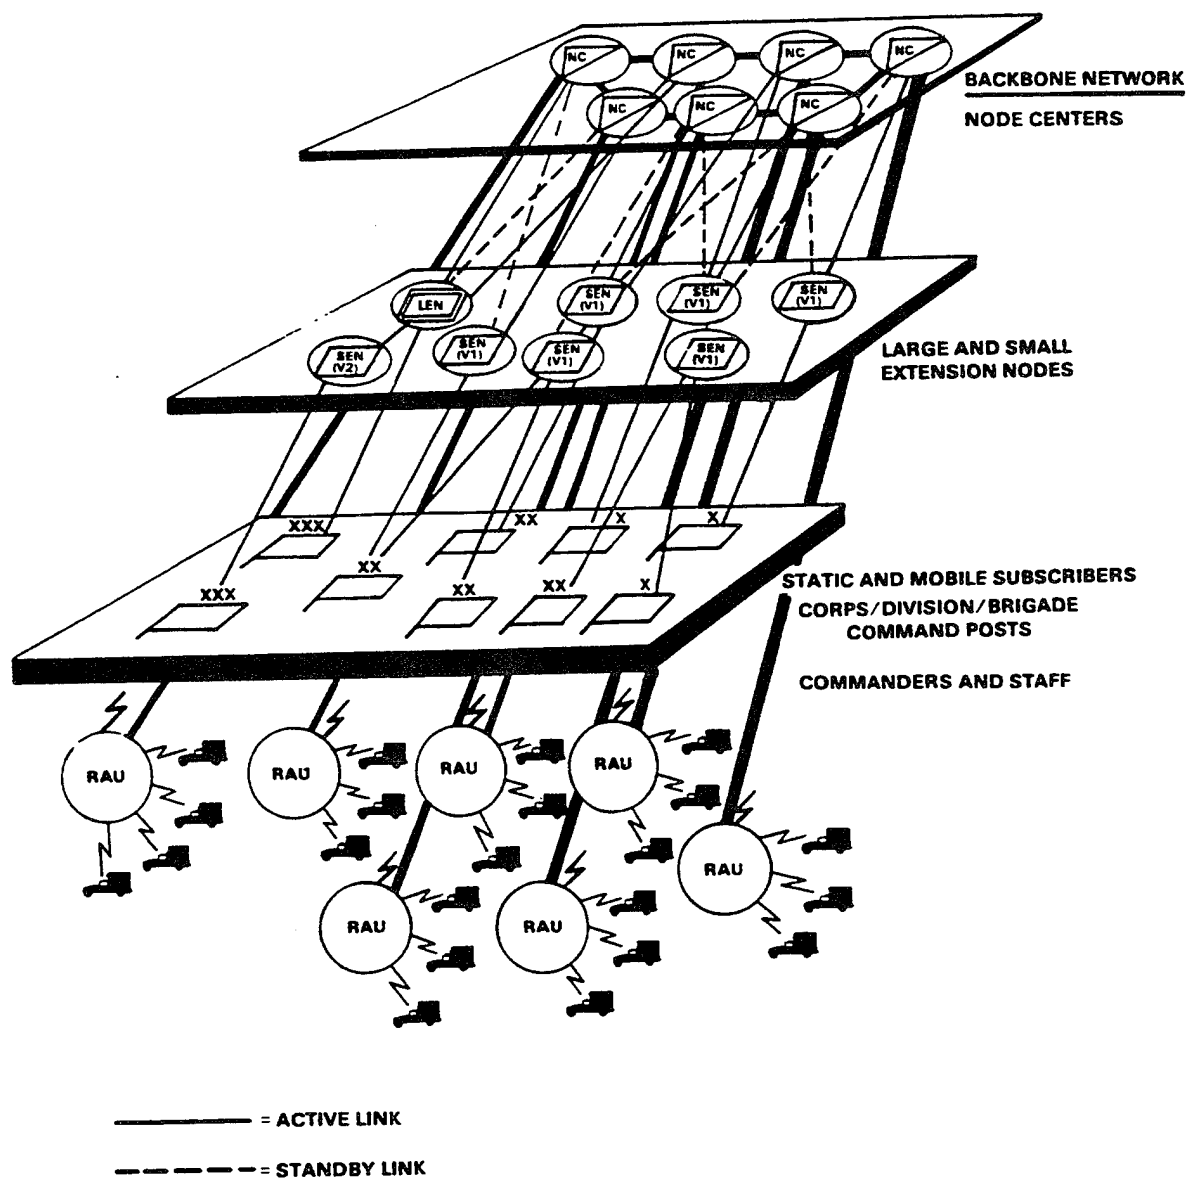 NC NC NC NC
NC NC NC
BACKBONE NETWORK
NODE CENTERS
LEN
SEN
(V1)
SEN
(V1)
SEN
(V1)
SEN
(V2)
SEN
(V1)
SEN
(V1)
SEN
(V1)
LARGE AND SMALL
EXTENSION NODES
XXX
XX
X
X
XX
XXX
XX
XX
X
STATIC AND MOBILE SUBSCRIBERS
CORPS/DIVISION/BRIGADE
COMMAND POSTS
COMMANDERS AND STAFF
RAU
RAU
RAU
RAU
RAU
RAU
RAU
= ACTIVE LINK
= STANDBY LINK